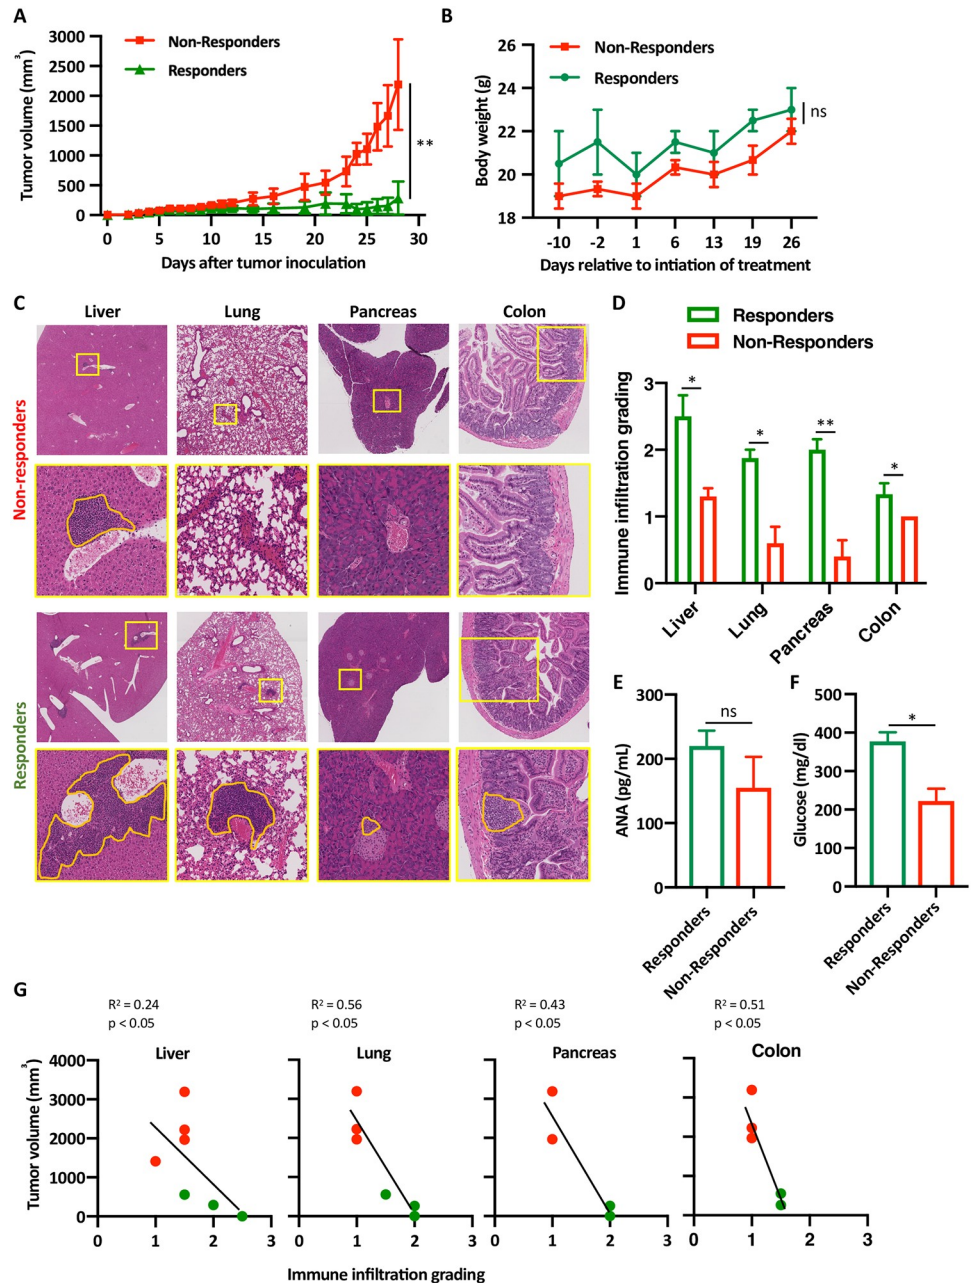 A
Tumor volume (mm³)
3000
2500
2000
1500
1000
500
0
Non-Responders
Responders
**
0
5
10
15
20
25
30
Days after tumor inoculation
B
Body weight (g)
26
24
22
20
18
Non-Responders
Responders
ns
-10
-2
1
6
13
19
26
Days relative to intiation of treatment
C
Liver
Lung
Pancreas
Colon
Non-responders
Responders
D
Responders
Non-Responders
Immune infiltration grading
3
2
1
0
*
*
**
*
Liver
Lung
Pancreas
Colon
E
ANA (pg/mL)
300
200
100
0
ns
Responders
Non-Responders
F
Glucose (mg/dl)
500
400
300
200
100
0
*
Responders
Non-Responders
G
R² = 0.24
p < 0.05
R² = 0.56
p < 0.05
R² = 0.43
p < 0.05
R² = 0.51
p < 0.05
Liver
Lung
Pancreas
Colon
Tumor volume (mm³)
4000
3000
2000
1000
0
0 1 2 3
0 1 2 3
0 1 2 3
0 1 2 3
Immune infiltration grading